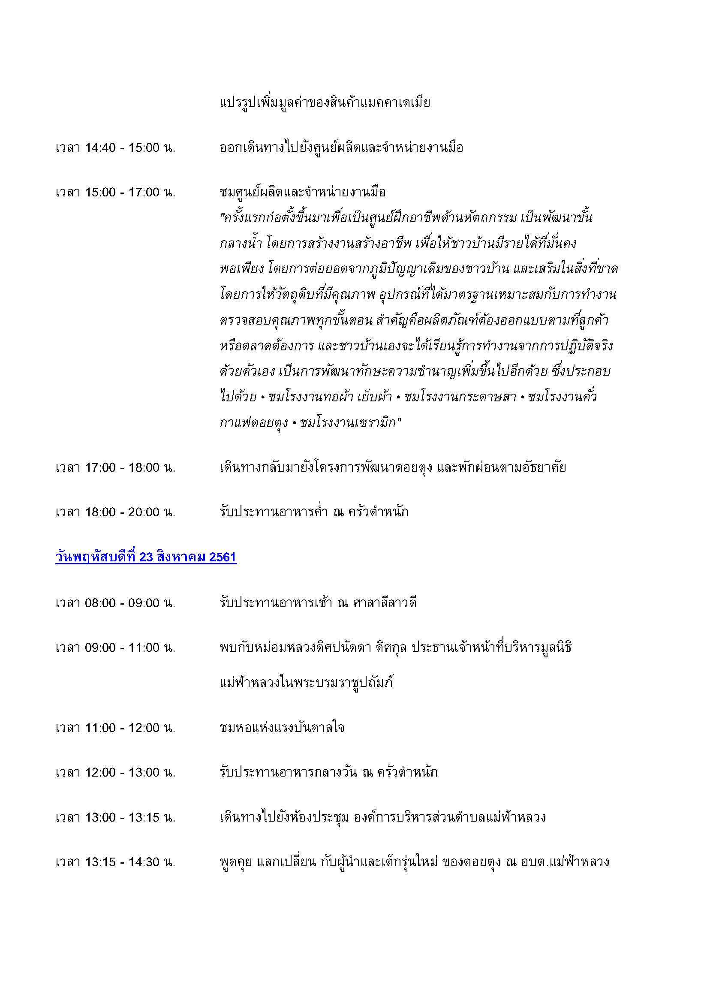 แปรรูปเพิ่มมูลค่าของสินค้าแมคคาเดเมีย
เวลา 14:40 - 15:00 น. ออกเดินทางไปยังศูนย์ผลิตและจำหน่ายงานมือ
เวลา 15:00 - 17:00 น. ชมศูนย์ผลิตและจำหน่ายงานมือ
"ครั้งแรกก่อตั้งขึ้นมาเพื่อเป็นศูนย์ฝึกอาชีพด้านหัตถกรรม เป็นพัฒนาขั้น
กลางน้ำ โดยการสร้างงานสร้างอาชีพ เพื่อให้ชาวบ้านมีรายได้ที่มั่นคง
พอเพียง โดยการต่อยอดจากภูมิปัญญาเดิมของชาวบ้าน และเสริมในสิ่งที่ขาด
โดยการให้วัตถุดิบที่มีคุณภาพ อุปกรณ์ที่ได้มาตรฐานเหมาะสมกับการทำงาน
ตรวจสอบคุณภาพทุกขั้นตอน สำคัญคือผลิตภัณฑ์ต้องออกแบบตามที่ลูกค้า
หรือตลาดต้องการ และชาวบ้านเองจะได้เรียนรู้การทำงานจากการปฏิบัติจริง
ด้วยตัวเอง เป็นการพัฒนาทักษะความชำนาญเพิ่มขึ้นไปอีกด้วย ซึ่งประกอบ
ไปด้วย • ชมโรงงานทอผ้า เย็บผ้า • ชมโรงงานกระดาษสา • ชมโรงงานคั่ว
กาแฟดอยตุง • ชมโรงงานเซรามิก"
เวลา 17:00 - 18:00 น. เดินทางกลับมายังโครงการพัฒนาดอยตุง และพักผ่อนตามอัธยาศัย
เวลา 18:00 - 20:00 น. รับประทานอาหารค่ำ ณ ครัวตำหนัก
วันพฤหัสบดีที่ 23 สิงหาคม 2561
เวลา 08:00 - 09:00 น. รับประทานอาหารเช้า ณ ศาลาลีลาวดี
เวลา 09:00 - 11:00 น. พบกับหม่อมหลวงดิศปนัดดา ดิศกุล ประธานเจ้าหน้าที่บริหารมูลนิธิ
แม่ฟ้าหลวงในพระบรมราชูปถัมภ์
เวลา 11:00 - 12:00 น. ชมหอแห่งแรงบันดาลใจ
เวลา 12:00 - 13:00 น. รับประทานอาหารกลางวัน ณ ครัวตำหนัก
เวลา 13:00 - 13:15 น. เดินทางไปยังห้องประชุม องค์การบริหารส่วนตำบลแม่ฟ้าหลวง
เวลา 13:15 - 14:30 น. พูดคุย แลกเปลี่ยน กับผู้นำและเด็กรุ่นใหม่ ของดอยตุง ณ อบต.แม่ฟ้าหลวง